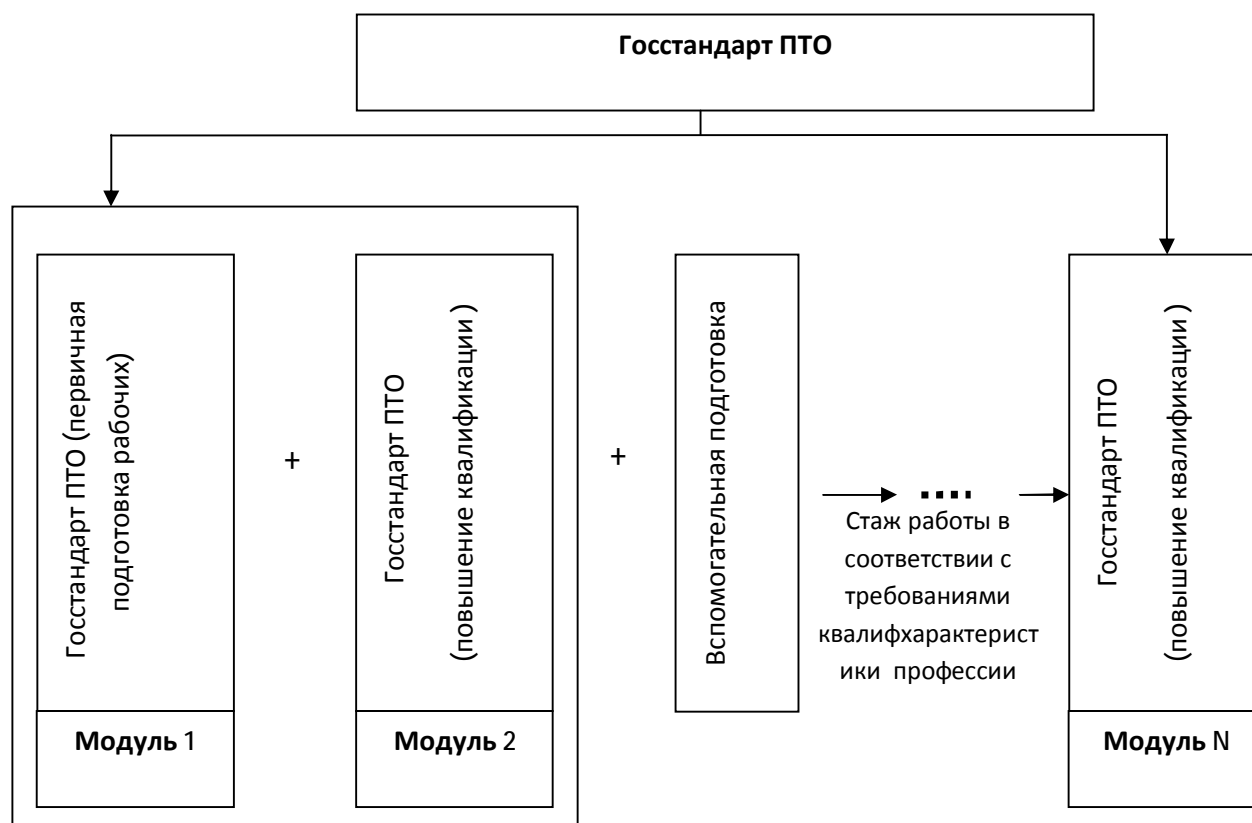 Госстандарт ПТО
Госстандарт ПТО (первичная
подготовка рабочих)
Модуль 1
+
Госстандарт ПТО
(повышение квалификации )
Модуль 2
+
Вспомогательная подготовка
Стаж работы в
соответствии с
требованиями
квалифхарактерист
ики профессии
Госстандарт ПТО
(повышение квалификации )
Модуль N